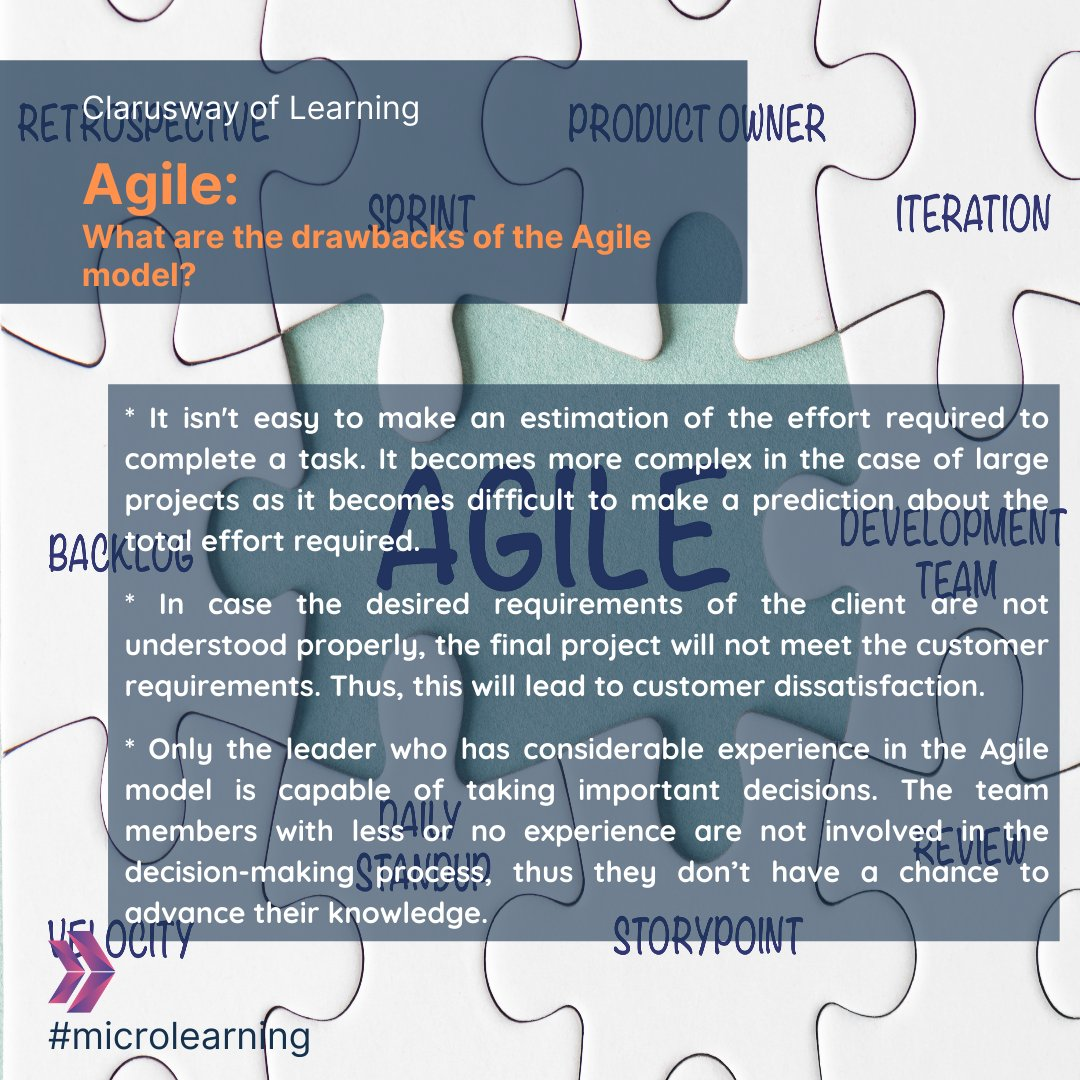 Clarusway of Learning
RETROSPECTIVE
PRODUCT OWNER
Agile:
SPRINT
ITERATION
What are the drawbacks of the Agile
model?
* It isn't easy to make an estimation of the effort required to
complete a task. It becomes more complex in the case of large
projects as it becomes difficult to make a prediction about the
total effort required.
AGILE
BACKLOG
DEVELOPMENT
TEAM
* In case the desired requirements of the client are not
understood properly, the final project will not meet the customer
requirements. Thus, this will lead to customer dissatisfaction.
* Only the leader who has considerable experience in the Agile
model is capable of taking important decisions. The team
members with less or no experience are not involved in the
decision-making process, thus they don’t have a chance to
advance their knowledge.
DAILY
STANDUP
REVIEW
VELOCITY
STORYPOINT
#microlearning